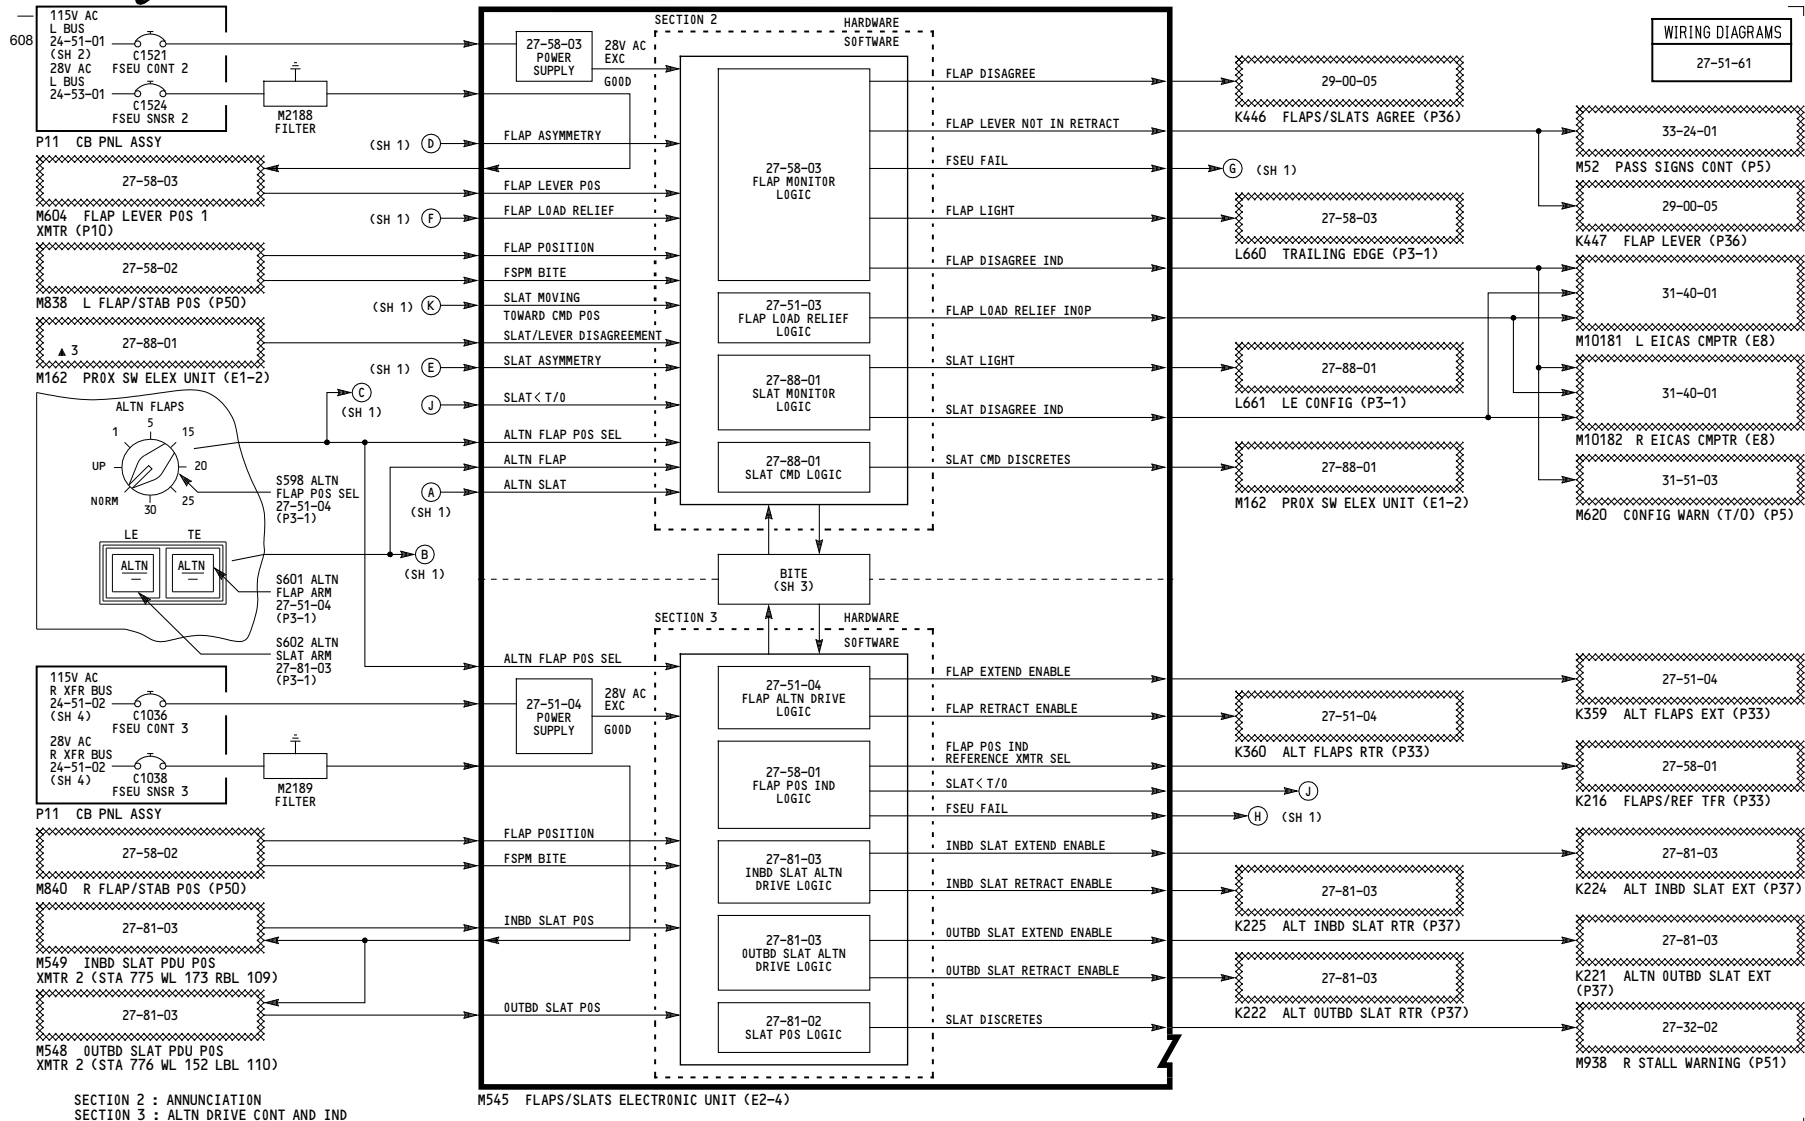 608
115V AC
L BUS
24-51-01
(SH 2)
C1521
FSEU CONT 2
28V AC
L BUS
24-53-01
C1524
FSEU SNSR 2
P11 CB PNL ASSY
M2188
FILTER
27-58-03
M604 FLAP LEVER POS 1
XMTR (P10)
27-58-02
M838 L FLAP/STAB POS (P50)
▲ 3
27-88-01
M162 PROX SW ELEX UNIT (E1-2)
ALTN FLAPS
UP
1
5
15
20
25
30
NORM
S598 ALTN
FLAP POS SEL
27-51-04
(P3-1)
LE
TE
ALTN
ALTN
S601 ALTN
FLAP ARM
27-51-04
(P3-1)
S602 ALTN
SLAT ARM
27-81-03
(P3-1)
115V AC
R XFR BUS
24-51-02
(SH 4)
C1036
FSEU CONT 3
28V AC
R XFR BUS
24-51-02
(SH 4)
C1038
FSEU SNSR 3
P11 CB PNL ASSY
M2189
FILTER
27-58-02
M840 R FLAP/STAB POS (P50)
27-81-03
M549 INBD SLAT PDU POS
XMTR 2 (STA 775 WL 173 RBL 109)
27-81-03
M548 OUTBD SLAT PDU POS
XMTR 2 (STA 776 WL 152 LBL 110)
SECTION 2 : ANNUNCIATION
SECTION 3 : ALTN DRIVE CONT AND IND
(SH 1) D
(SH 1) F
(SH 1) K
(SH 1) E
C
(SH 1)
J
A
(SH 1)
B
(SH 1)
SECTION 2
HARDWARE
SOFTWARE
27-58-03
POWER
SUPPLY
28V AC
EXC
GOOD
FLAP ASYMMETRY
FLAP LEVER POS
FLAP LOAD RELIEF
FLAP POSITION
FSPM BITE
SLAT MOVING
TOWARD CMD POS
SLAT/LEVER DISAGREEMENT
SLAT ASYMMETRY
SLAT< T/O
ALTN FLAP POS SEL
ALTN FLAP
ALTN SLAT
27-58-03
FLAP MONITOR
LOGIC
27-51-03
FLAP LOAD RELIEF
LOGIC
27-88-01
SLAT MONITOR
LOGIC
27-88-01
SLAT CMD LOGIC
BITE
(SH 3)
SECTION 3
HARDWARE
SOFTWARE
ALTN FLAP POS SEL
27-51-04
POWER
SUPPLY
28V AC
EXC
GOOD
FLAP POSITION
FSPM BITE
INBD SLAT POS
OUTBD SLAT POS
27-51-04
FLAP ALTN DRIVE
LOGIC
27-58-01
FLAP POS IND
LOGIC
27-81-03
INBD SLAT ALTN
DRIVE LOGIC
27-81-03
OUTBD SLAT ALTN
DRIVE LOGIC
27-81-02
SLAT POS LOGIC
M545 FLAPS/SLATS ELECTRONIC UNIT (E2-4)
FLAP DISAGREE
FLAP LEVER NOT IN RETRACT
FSEU FAIL
FLAP LIGHT
FLAP DISAGREE IND
FLAP LOAD RELIEF INOP
SLAT LIGHT
SLAT DISAGREE IND
SLAT CMD DISCRETES
FLAP EXTEND ENABLE
FLAP RETRACT ENABLE
FLAP POS IND
REFERENCE XMTR SEL
SLAT< T/O
FSEU FAIL
INBD SLAT EXTEND ENABLE
INBD SLAT RETRACT ENABLE
OUTBD SLAT EXTEND ENABLE
OUTBD SLAT RETRACT ENABLE
SLAT DISCRETES
29-00-05
K446 FLAPS/SLATS AGREE (P36)
G (SH 1)
27-58-03
L660 TRAILING EDGE (P3-1)
27-88-01
L661 LE CONFIG (P3-1)
27-88-01
M162 PROX SW ELEX UNIT (E1-2)
27-51-04
K360 ALT FLAPS RTR (P33)
J
H (SH 1)
27-81-03
K225 ALT INBD SLAT RTR (P37)
27-81-03
K222 ALT OUTBD SLAT RTR (P37)
WIRING DIAGRAMS
27-51-61
33-24-01
M52 PASS SIGNS CONT (P5)
29-00-05
K447 FLAP LEVER (P36)
31-40-01
M10181 L EICAS CMPTR (E8)
31-40-01
M10182 R EICAS CMPTR (E8)
31-51-03
M620 CONFIG WARN (T/O) (P5)
27-51-04
K359 ALT FLAPS EXT (P33)
27-58-01
K216 FLAPS/REF TFR (P33)
27-81-03
K224 ALT INBD SLAT EXT (P37)
27-81-03
K221 ALTN OUTBD SLAT EXT
(P37)
27-32-02
M938 R STALL WARNING (P51)